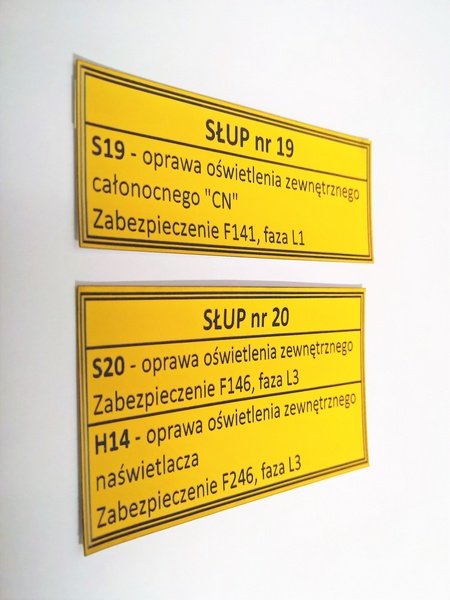 SŁUP nr 19
S19 - oprawa oświetlenia zewnętrznego
całonocnego "CN"
Zabezpieczenie F141, faza L1
SŁUP nr 20
S20 - oprawa oświetlenia zewnętrznego
Zabezpieczenie F146, faza L3
H14 - oprawa oświetlenia zewnętrznego
naświetlacza
Zabezpieczenie F246, faza L3